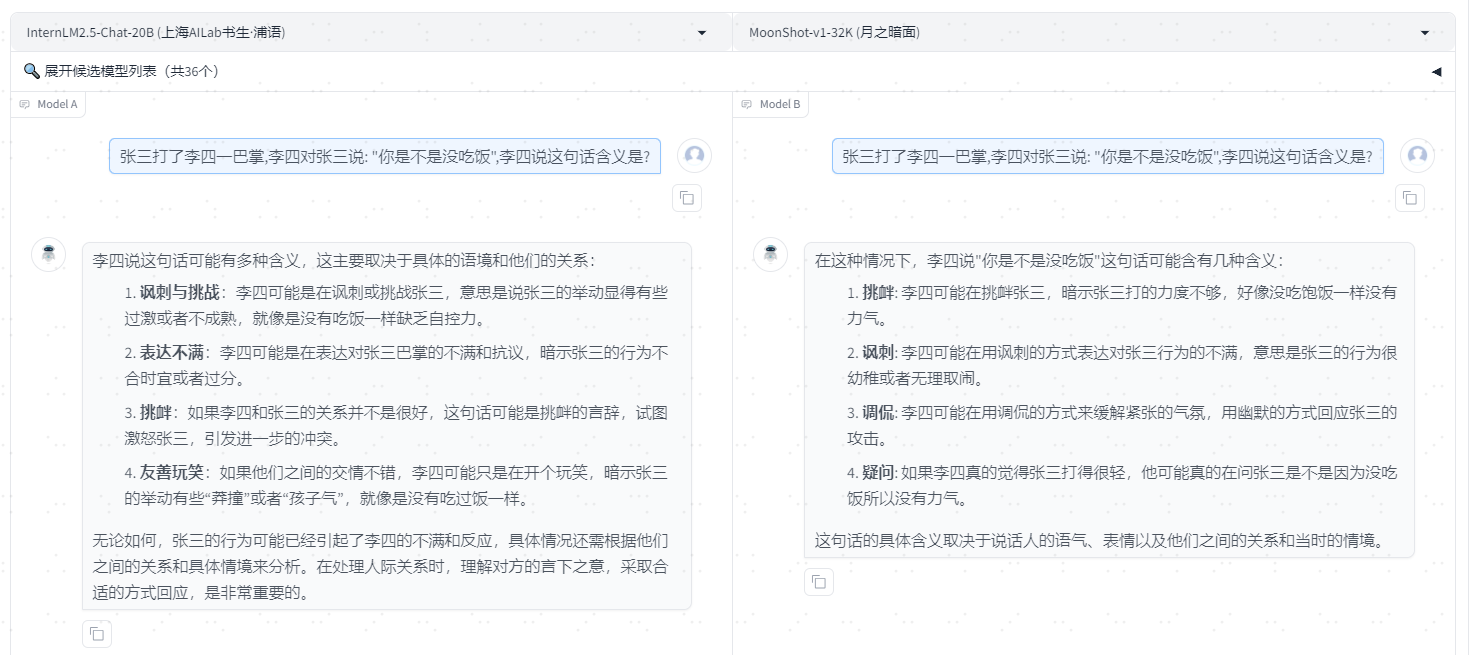 InternLM2.5-Chat-20B (上海AILab书生·浦语)
MoonShot-v1-32K (月之暗面)
展开候选模型列表（共36个）
Model A
张三打了李四一巴掌,李四对张三说: "你是不是没吃饭",李四说这句话含义是?
李四说这句话可能有多种含义，这主要取决于具体的语境和他们的关系：
1. 讽刺与挑战：李四可能是在讽刺或挑战张三，意思是说张三的举动显得有些
过激或者不成熟，就像是没有吃饭一样缺乏自控力。
2. 表达不满：李四可能是在表达对张三巴掌的不满和抗议，暗示张三的行为不
合时宜或者过分。
3. 挑衅：如果李四和张三的关系并不是很好，这句话可能是挑衅的言辞，试图
激怒张三，引发进一步的冲突。
4. 友善玩笑：如果他们之间的交情不错，李四可能只是在开个玩笑，暗示张三
的举动有些“莽撞”或者“孩子气”，就像是没有吃过饭一样。
无论如何，张三的行为可能已经引起了李四的不满和反应，具体情况还需根据他们
之间的关系和具体情境来分析。在处理人际关系时，理解对方的言下之意，采取合
适的方式回应，是非常重要的。
Model B
张三打了李四一巴掌,李四对张三说: "你是不是没吃饭",李四说这句话含义是?
在这种情况下，李四说"你是不是没吃饭"这句话可能含有几种含义：
1. 挑衅: 李四可能在挑衅张三，暗示张三打的力度不够，好像没吃饱饭一样没有
力气。
2. 讽刺: 李四可能在用讽刺的方式表达对张三行为的不满，意思是张三的行为很
幼稚或者无理取闹。
3. 调侃: 李四可能在用调侃的方式来缓解紧张的气氛，用幽默的方式回应张三的
攻击。
4. 疑问: 如果李四真的觉得张三打得很轻，他可能真的在问张三是不是因为没吃
饭所以没有力气。
这句话的具体含义取决于说话人的语气、表情以及他们之间的关系和当时的情境。